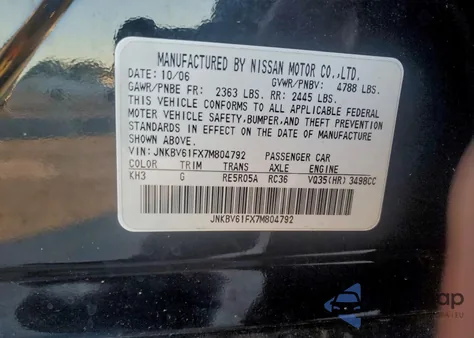 MANUFACTURED BY NISSAN MOTOR CO.,LTD.
DATE: 10/06 GVWR/PNBV: 4788 LBS.
GAWR/PNBE FR: 2363 LBS. RR: 2445 LBS.
THIS VEHICLE CONFORMS TO ALL APPLICABLE FEDERAL
MOTOR VEHICLE SAFETY,BUMPER,AND THEFT PREVENTION
STANDARDS IN EFFECT ON THE DATE OF MANUFACTURE
SHOWN ABOVE.
VIN: JNKBV61FX7M804792 PASSENGER CAR
COLOR TRIM TRANS AXLE ENGINE
KH3 G RE5R05A RC36 VQ35(HR)3498CC
JNKBV61FX7M804792